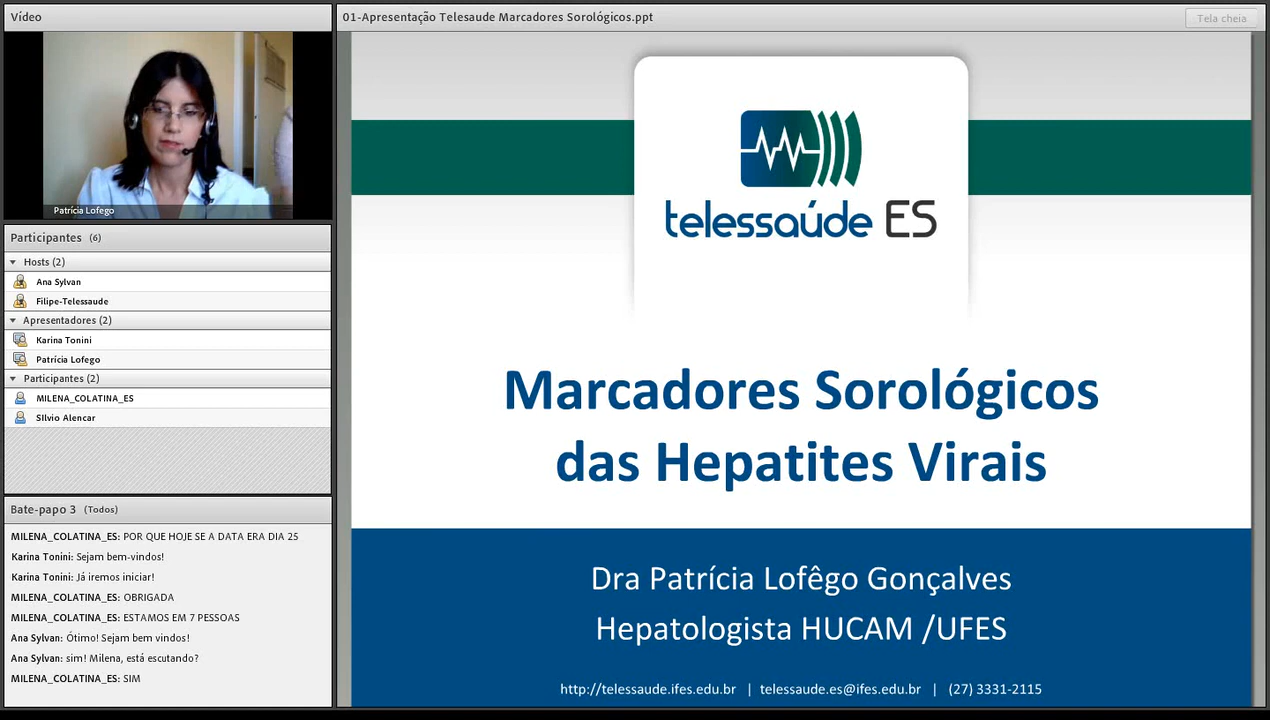 Vídeo
Patrícia Lofego
Participantes (6)
Hosts (2)
Ana Sylvan
Filipe-Telessaude
Apresentadores (2)
Karina Tonini
Patrícia Lofego
Participantes (2)
MILENA_COLATINA_ES
SIlvio Alencar
Bate-papo 3 (Todos)
MILENA_COLATINA_ES: POR QUE HOJE SE A DATA ERA DIA 25
Karina Tonini: Sejam bem-vindos!
Karina Tonini: Já iremos iniciar!
MILENA_COLATINA_ES: OBRIGADA
MILENA_COLATINA_ES: ESTAMOS EM 7 PESSOAS
Ana Sylvan: Ótimo! Sejam bem vindos!
Ana Sylvan: sim! Milena, está escutando?
MILENA_COLATINA_ES: SIM
01-Apresentação Telesaude Marcadores Sorológicos.ppt
Tela cheia
telessaúde ES
Marcadores Sorológicos
das Hepatites Virais
Dra Patrícia Lofêgo Gonçalves
Hepatologista HUCAM /UFES
http://telessaude.ifes.edu.br | telessaude.es@ifes.edu.br | (27) 3331-2115